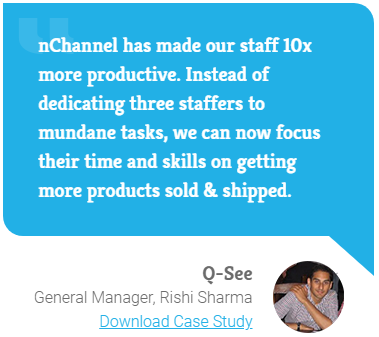 nChannel has made our staff 10x
more productive. Instead of
dedicating three staffers to
mundane tasks, we can now focus
their time and skills on getting
more products sold & shipped.
Q-See
General Manager, Rishi Sharma
Download Case Study